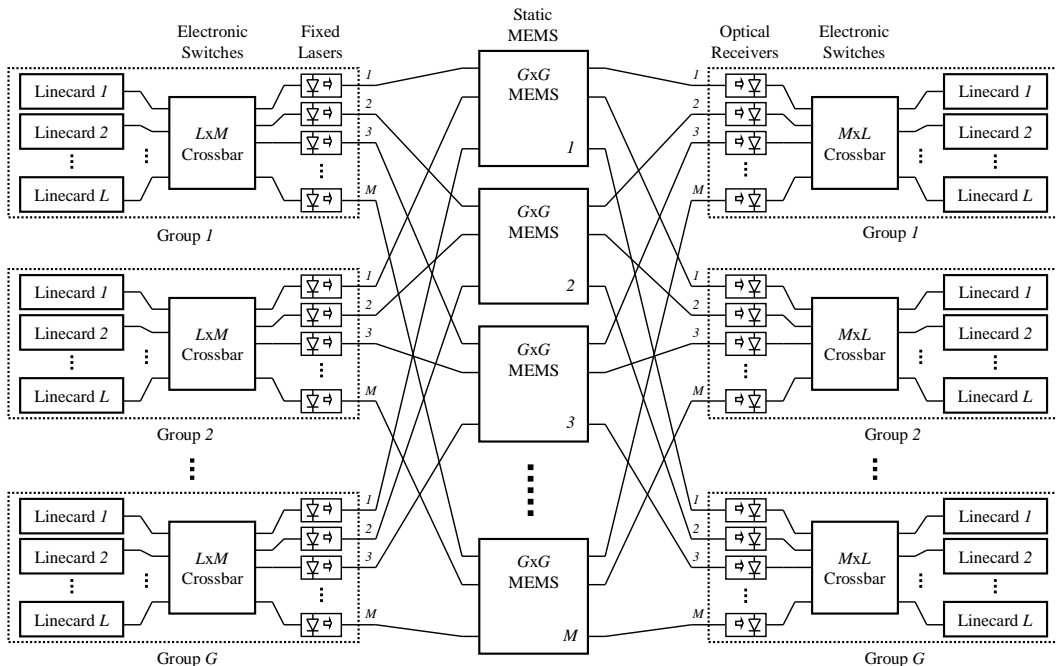 Static
MEMS
Electronic
Switches
Fixed
Lasers
Optical
Receivers
Electronic
Switches
Linecard 1
Linecard 2
Linecard L
LxM
Crossbar
1
2
3
M
Group 1
Linecard 1
Linecard 2
Linecard L
LxM
Crossbar
1
2
3
M
Group 2
Linecard 1
Linecard 2
Linecard L
LxM
Crossbar
1
2
3
M
Group G
GxG
MEMS
1
GxG
MEMS
2
GxG
MEMS
3
GxG
MEMS
M
1
2
3
M
MxL
Crossbar
Linecard 1
Linecard 2
Linecard L
Group 1
1
2
3
M
MxL
Crossbar
Linecard 1
Linecard 2
Linecard L
Group 2
1
2
3
M
MxL
Crossbar
Linecard 1
Linecard 2
Linecard L
Group G